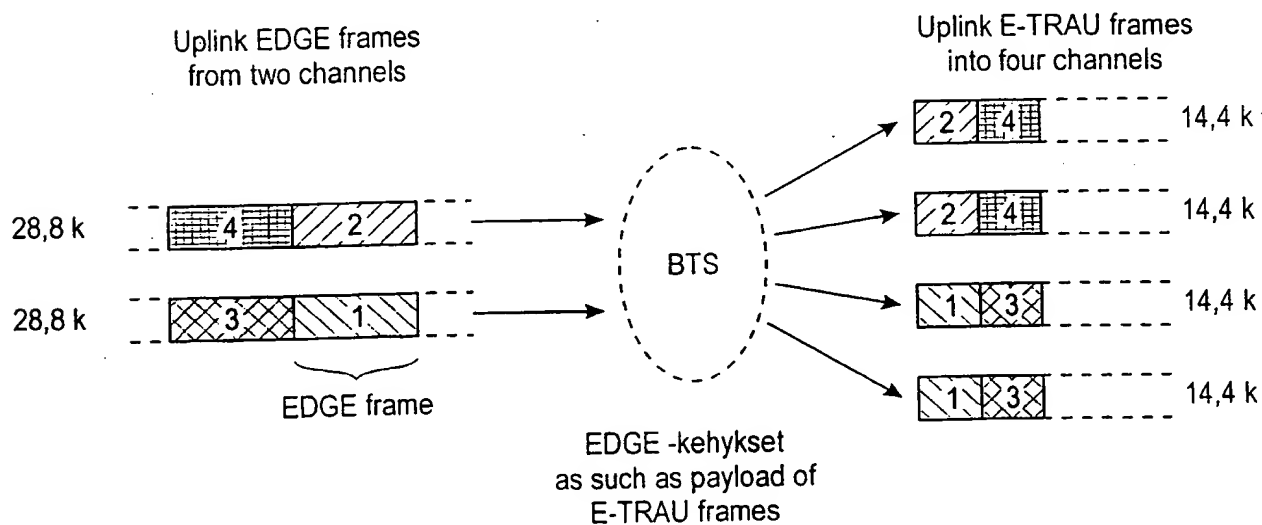 Uplink EDGE frames
from two channels
Uplink E-TRAU frames
into four channels
2 4
14,4 k
28,8 k
4 2
2 4
14,4 k
BTS
28,8 k
3 1
1 3
14,4 k
EDGE frame
1 3
14,4 k
EDGE -kehykset
as such as payload of
E-TRAU frames